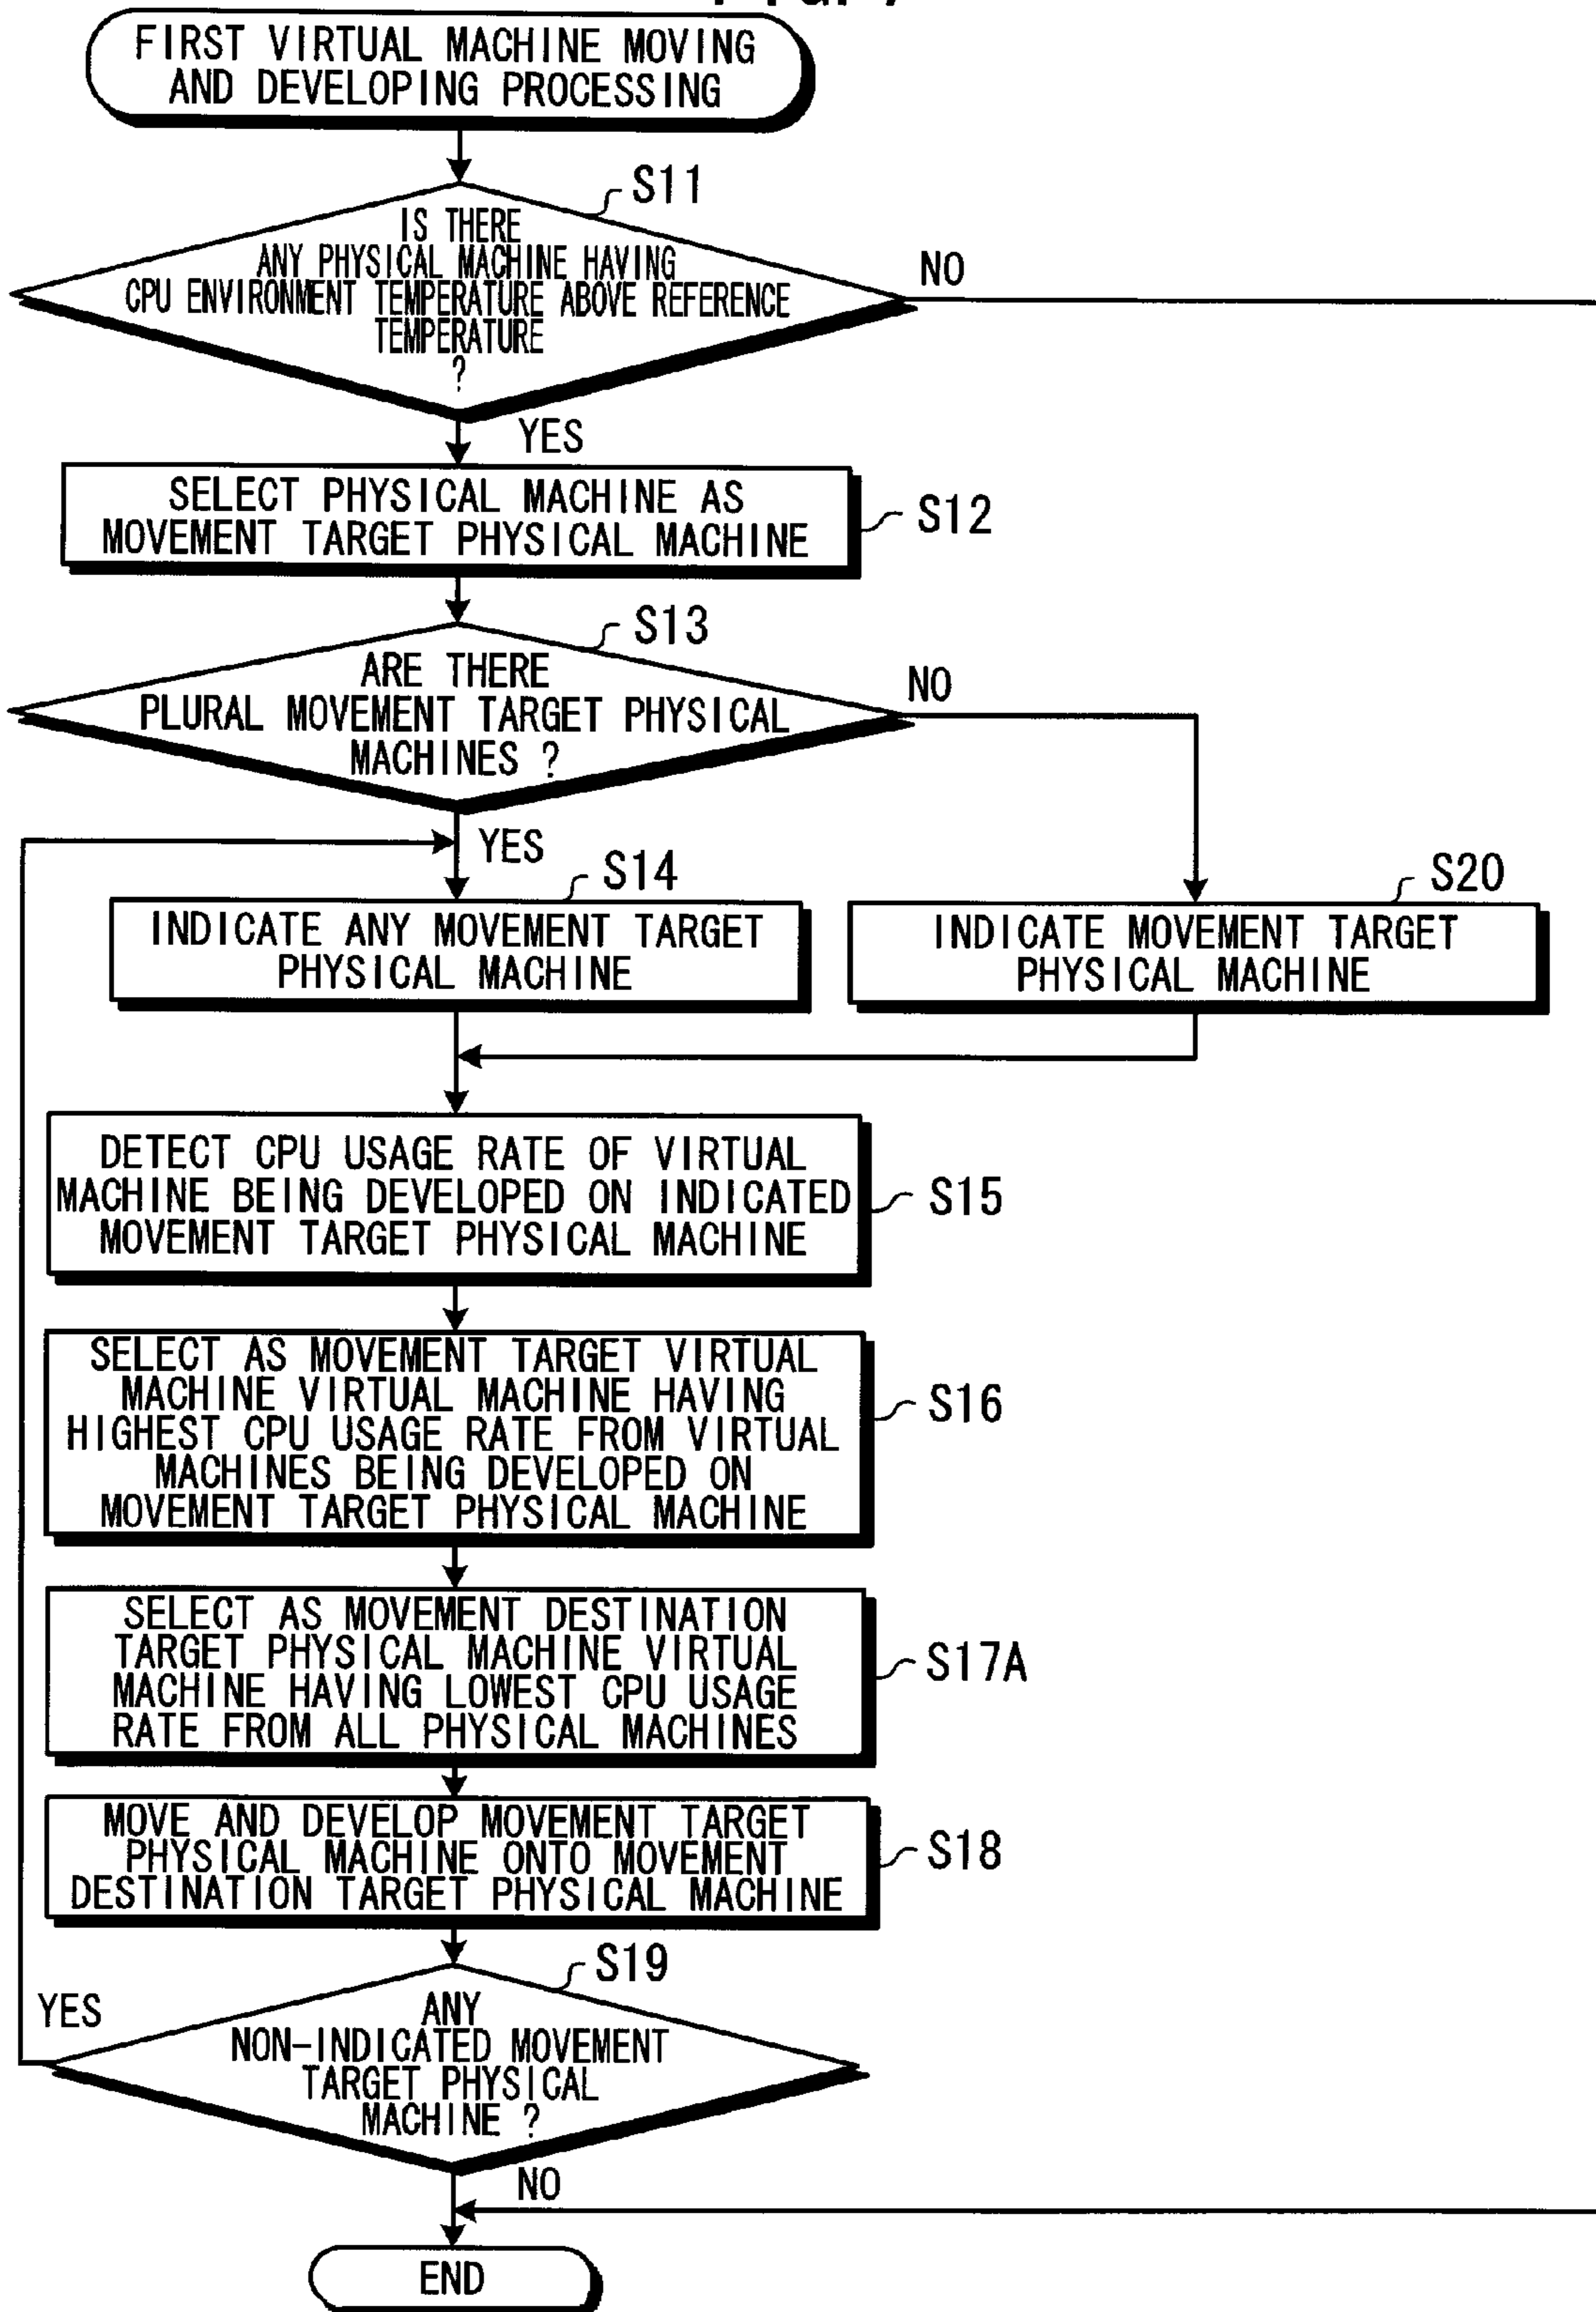 FIRST VIRTUAL MACHINE MOVING
AND DEVELOPING PROCESSING
S11
IS THERE
ANY PHYSICAL MACHINE HAVING
CPU ENVIRONMENT TEMPERATURE ABOVE REFERENCE
TEMPERATURE
?
NO
YES
SELECT PHYSICAL MACHINE AS
MOVEMENT TARGET PHYSICAL MACHINE
S12
S13
ARE THERE
PLURAL MOVEMENT TARGET PHYSICAL
MACHINES ?
NO
YES
S14
INDICATE ANY MOVEMENT TARGET
PHYSICAL MACHINE
S20
INDICATE MOVEMENT TARGET
PHYSICAL MACHINE
DETECT CPU USAGE RATE OF VIRTUAL
MACHINE BEING DEVELOPED ON INDICATED
MOVEMENT TARGET PHYSICAL MACHINE
S15
SELECT AS MOVEMENT TARGET VIRTUAL
MACHINE VIRTUAL MACHINE HAVING
HIGHEST CPU USAGE RATE FROM VIRTUAL
MACHINES BEING DEVELOPED ON
MOVEMENT TARGET PHYSICAL MACHINE
S16
SELECT AS MOVEMENT DESTINATION
TARGET PHYSICAL MACHINE VIRTUAL
MACHINE HAVING LOWEST CPU USAGE
RATE FROM ALL PHYSICAL MACHINES
S17A
MOVE AND DEVELOP MOVEMENT TARGET
PHYSICAL MACHINE ONTO MOVEMENT
DESTINATION TARGET PHYSICAL MACHINE
S18
S19
YES
ANY
NON-INDICATED MOVEMENT
TARGET PHYSICAL
MACHINE ?
NO
END